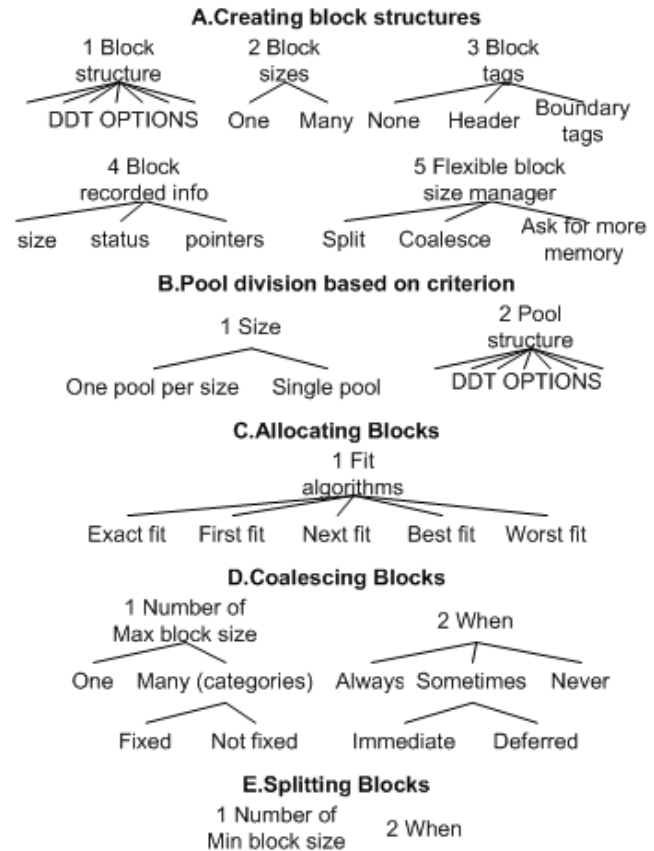 A.Creating block structures
1 Block
structure
DDT OPTIONS
2 Block
sizes
One Many
3 Block
tags
None Header Boundary
tags
4 Block
recorded info
size status pointers
5 Flexible block
size manager
Split Coalesce Ask for more
memory
B.Pool division based on criterion
1 Size
One pool per size Single pool
2 Pool
structure
DDT OPTIONS
C.Allocating Blocks
1 Fit
algorithms
Exact fit First fit Next fit Best fit Worst fit
D.Coalescing Blocks
1 Number of
Max block size
One Many (categories)
Fixed Not fixed
2 When
Always Sometimes Never
Immediate Deferred
E.Splitting Blocks
1 Number of
Min block size
2 When